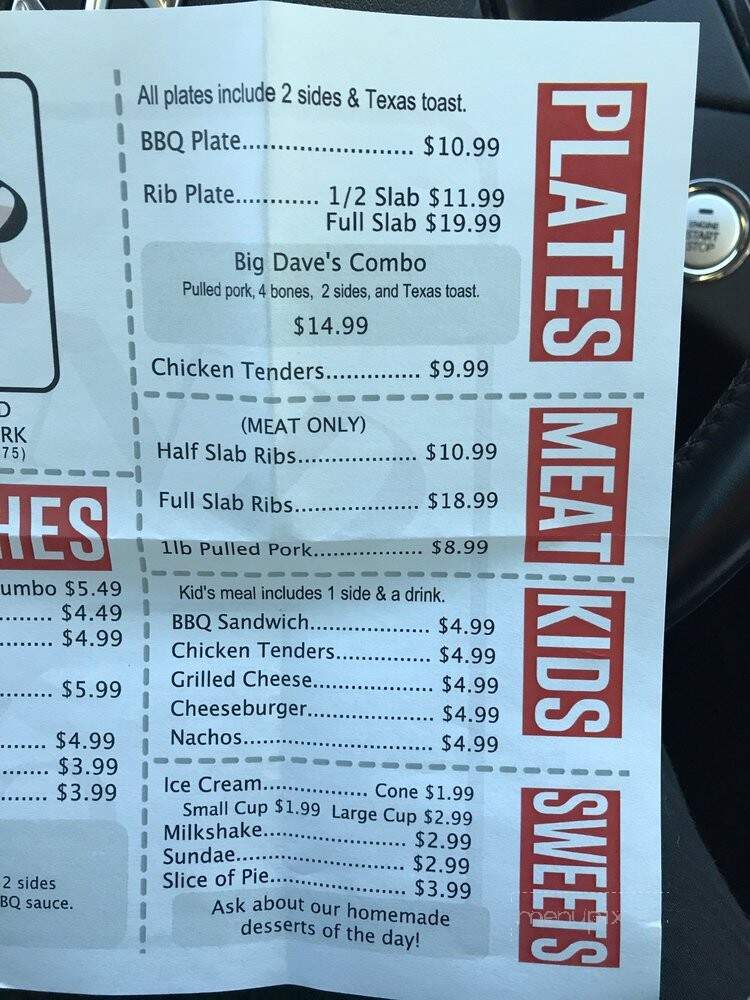 All plates include 2 sides & Texas toast.
BBQ Plate........................ $10.99
Rib Plate............ 1/2 Slab $11.99
Full Slab $19.99
Big Dave's Combo
Pulled pork, 4 bones, 2 sides, and Texas toast.
$14.99
Chicken Tenders.............. $9.99
PLATES
(MEAT ONLY)
Half Slab Ribs.................. $10.99
Full Slab Ribs................... $18.99
1lb Pulled Pork................. $8.99
MEAT
Kid's meal includes 1 side & a drink.
BBQ Sandwich.................. $4.99
Chicken Tenders.............. $4.99
Grilled Cheese.................. $4.99
Cheeseburger................... $4.99
Nachos............................. $4.99
KIDS
Ice Cream................. Cone $1.99
Small Cup $1.99 Large Cup $2.99
Milkshake....................... $2.99
Sundae........................... $2.99
Slice of Pie...................... $3.99
Ask about our homemade
desserts of the day!
SWEETS
D
RK
75)
HES
umbo $5.49
........ $4.49
........ $4.99
........ $5.99
....... $4.99
....... $3.99
....... $3.99
2 sides
BQ sauce.
ENGINE
START
STOP